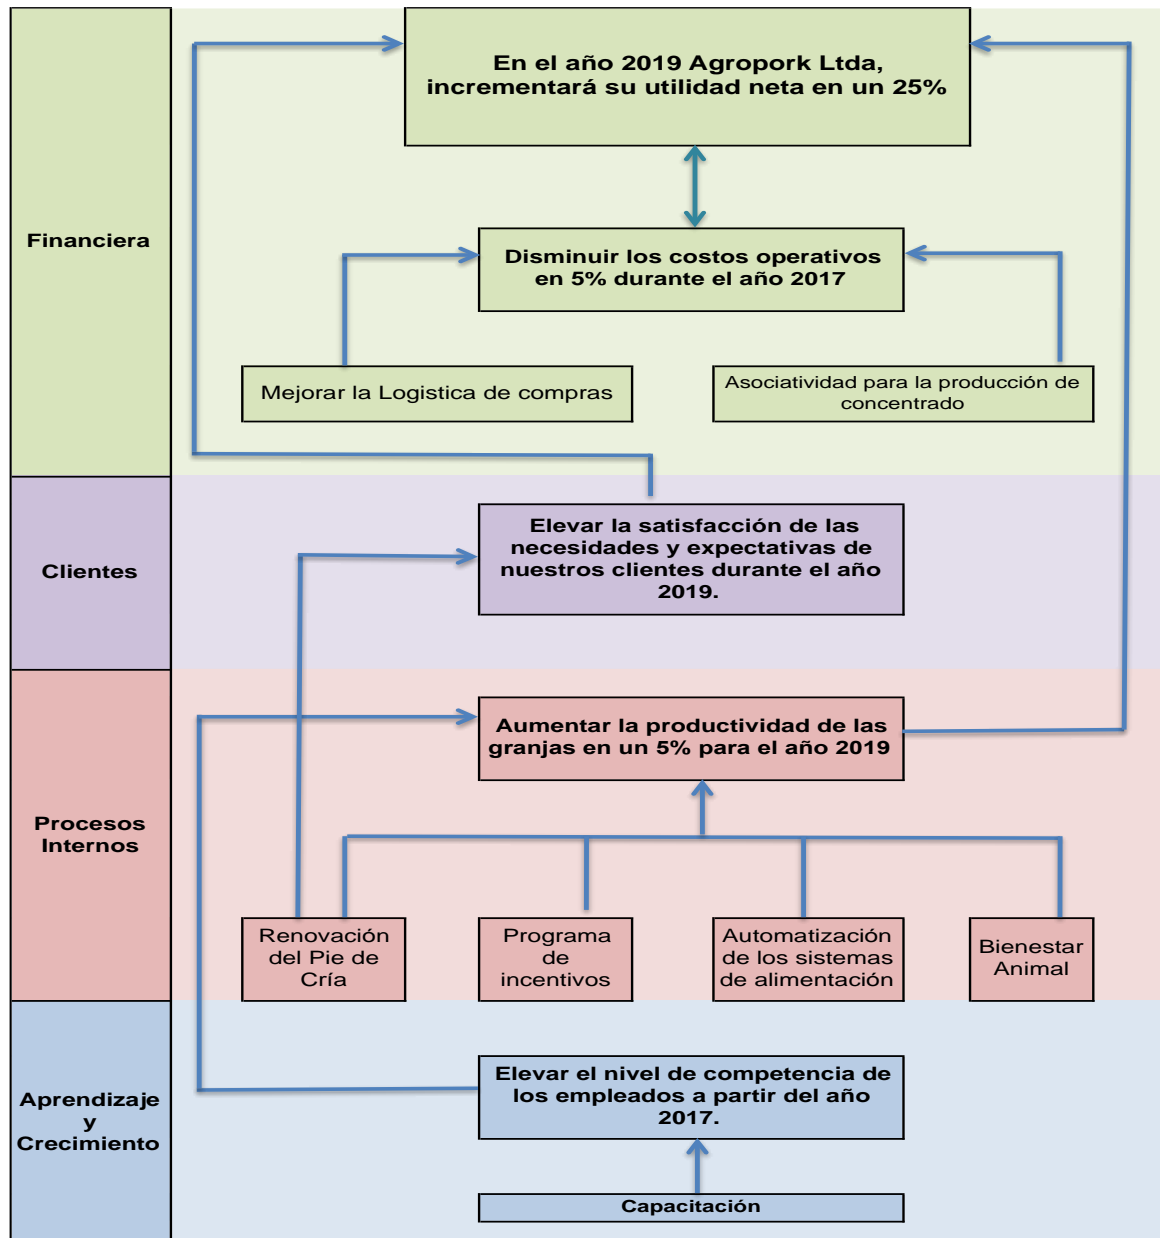 En el año 2019 Agropork Ltda,
incrementará su utilidad neta en un 25%
Financiera
Disminuir los costos operativos
en 5% durante el año 2017
Mejorar la Logistica de compras
Asociatividad para la producción de
concentrado
Clientes
Elevar la satisfacción de las
necesidades y expectativas de
nuestros clientes durante el año
2019.
Procesos
Internos
Aumentar la productividad de las
granjas en un 5% para el año 2019
Renovación
del Pie de
Cría
Programa
de
incentivos
Automatización
de los sistemas
de alimentación
Bienestar
Animal
Aprendizaje
y
Crecimiento
Elevar el nivel de competencia de
los empleados a partir del año
2017.
Capacitación